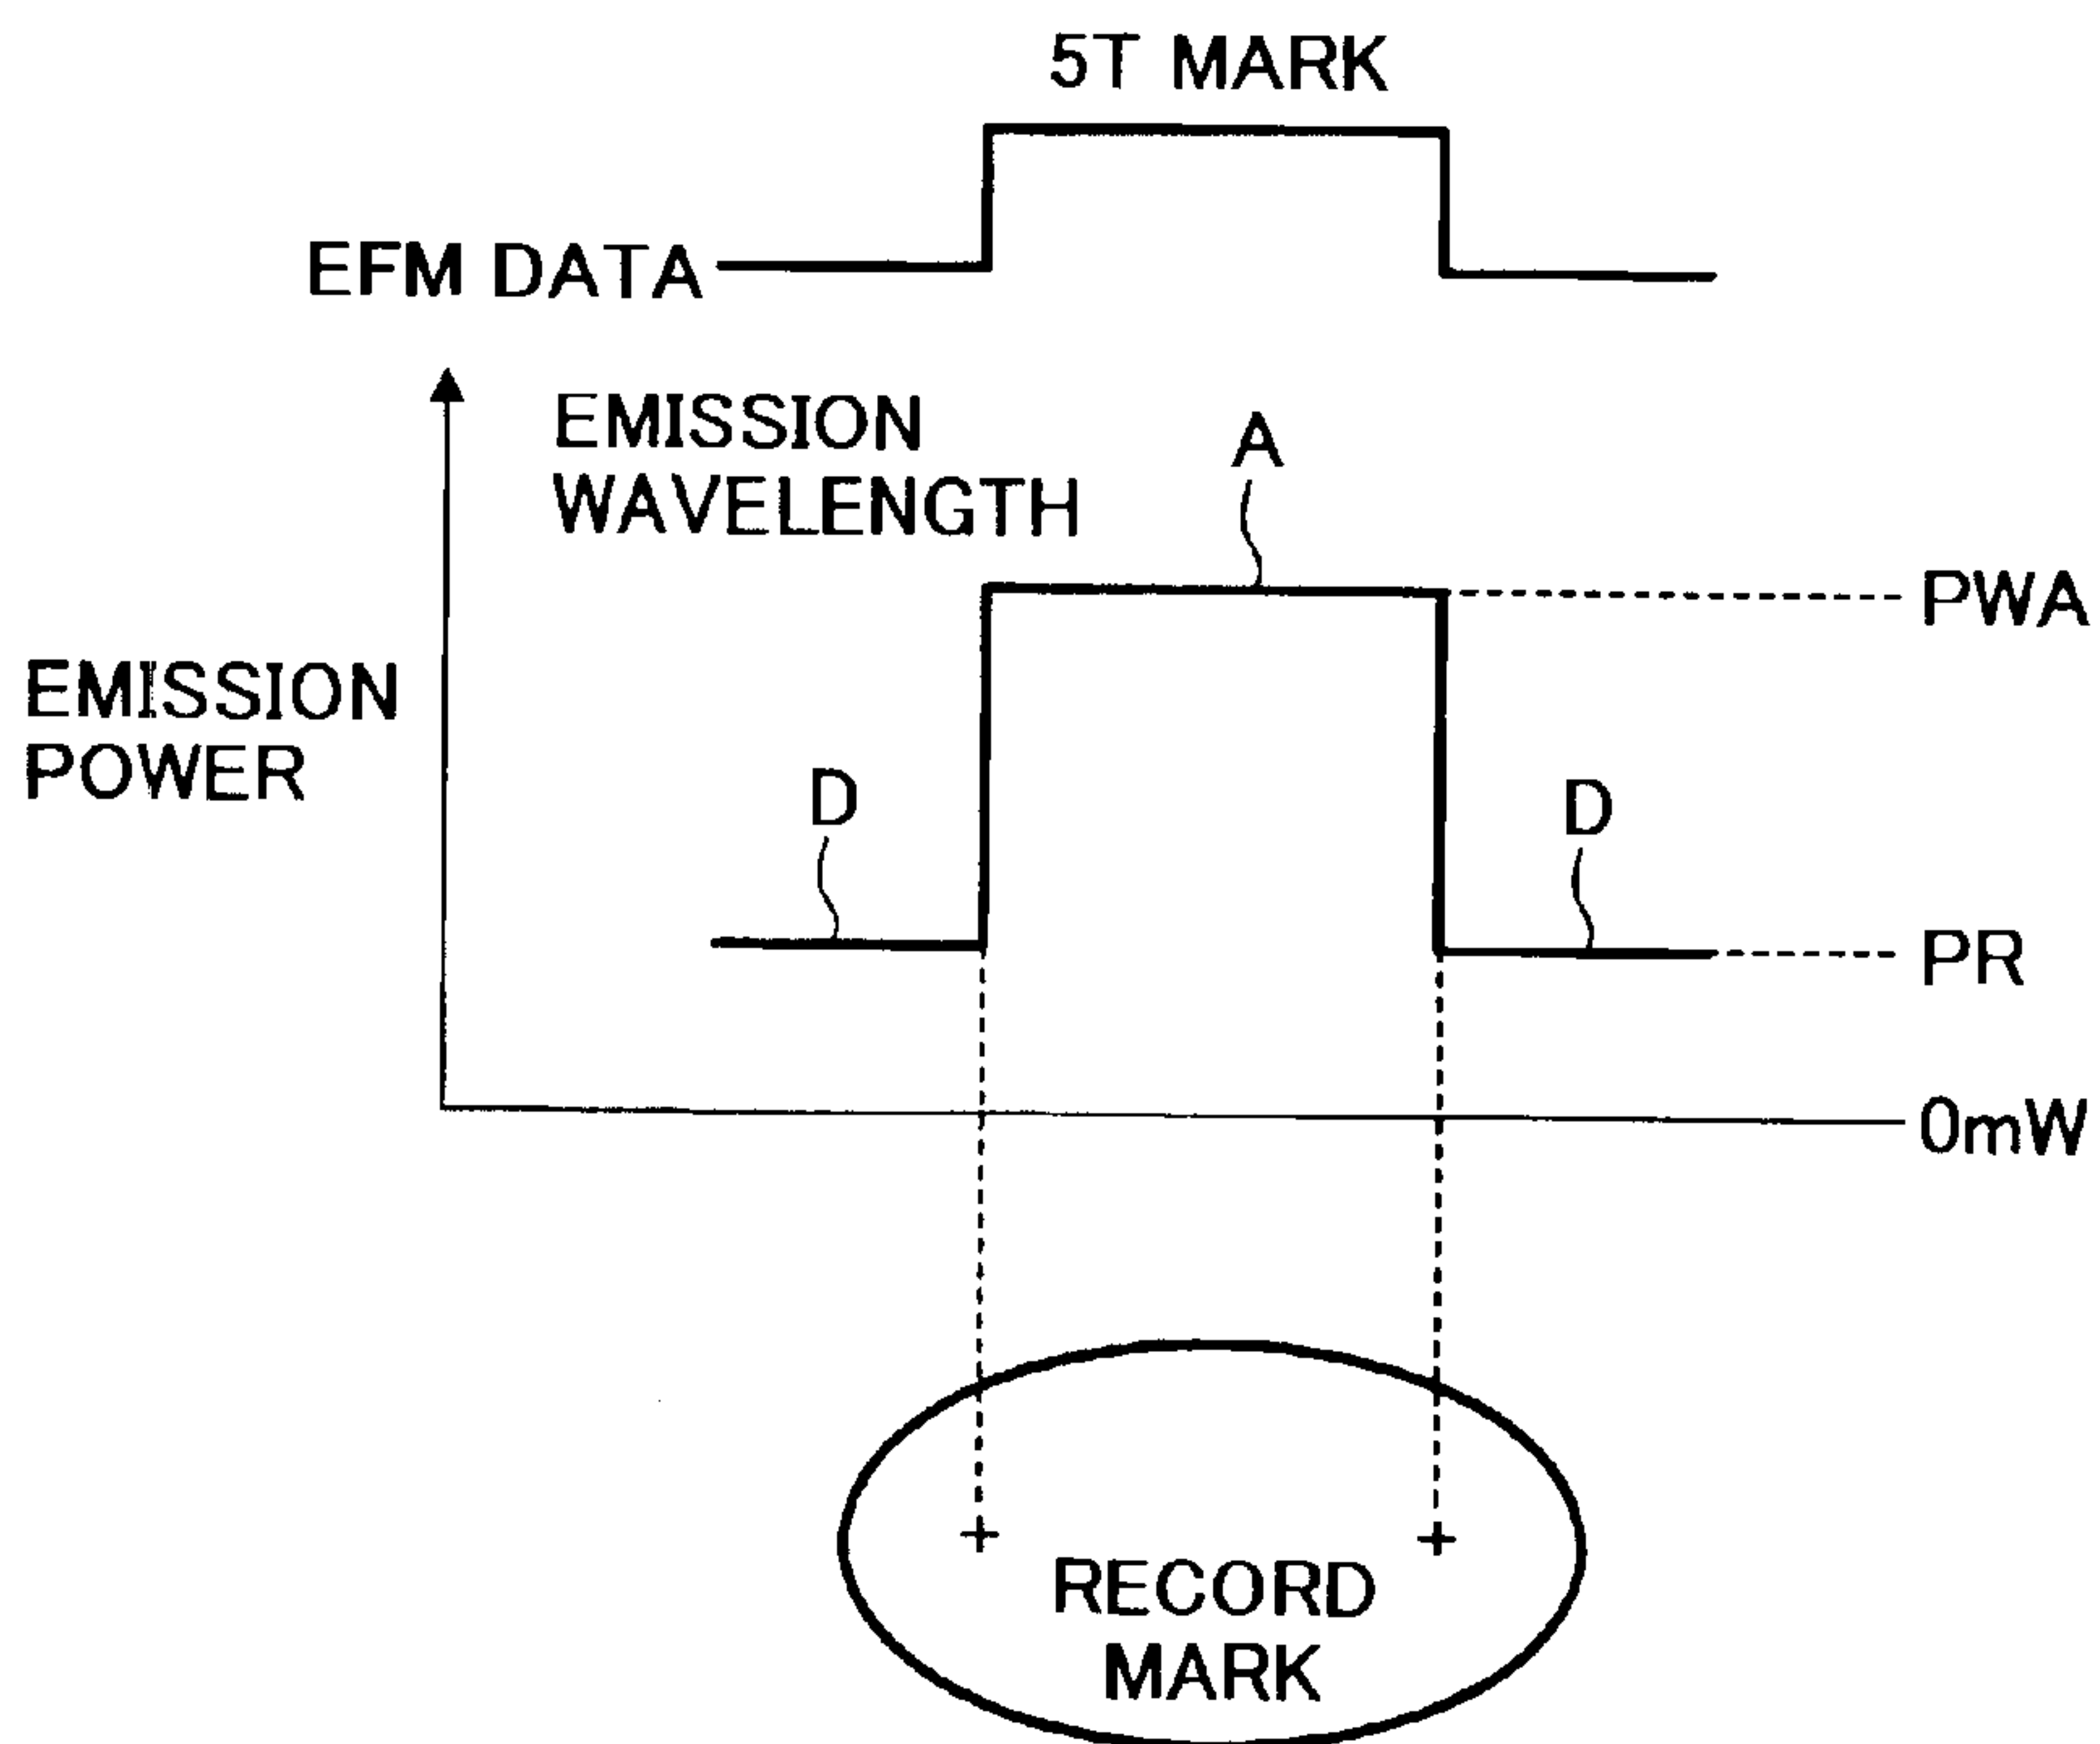 5T MARK
EFM DATA
EMISSION
WAVELENGTH
A
PWA
EMISSION
POWER
D
D
PR
0mW
RECORD
MARK